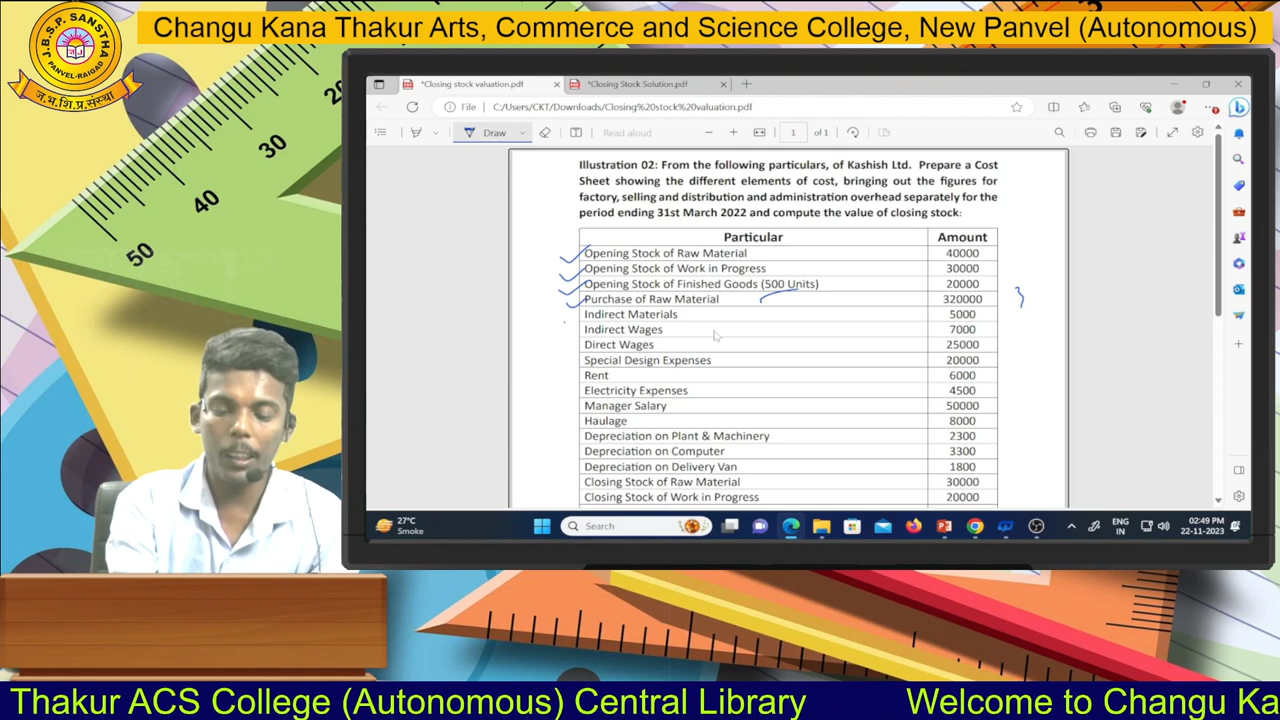 Changu Kana Thakur Arts, Commerce and Science College, New Panvel (Autonomous)
J.B.S.P. SANSTHA
PANVEL-RAIGAD
ज.भ.शि.प्र.संस्था
20
30
40
50
*Closing stock valuation.pdf
*Closing Stock Solution.pdf
File C:/Users/CKT/Downloads/Closing%20stock%20valuation.pdf
Draw
Read aloud
1 of 1
Illustration 02: From the following particulars, of Kashish Ltd. Prepare a Cost
Sheet showing the different elements of cost, bringing out the figures for
factory, selling and distribution and administration overhead separately for the
period ending 31st March 2022 and compute the value of closing stock:
Particular Amount
Opening Stock of Raw Material 40000
Opening Stock of Work in Progress 30000
Opening Stock of Finished Goods (500 Units) 20000
Purchase of Raw Material 320000
Indirect Materials 5000
Indirect Wages 7000
Direct Wages 25000
Special Design Expenses 20000
Rent 6000
Electricity Expenses 4500
Manager Salary 50000
Haulage 8000
Depreciation on Plant & Machinery 2300
Depreciation on Computer 3300
Depreciation on Delivery Van 1800
Closing Stock of Raw Material 30000
Closing Stock of Work in Progress 20000
27°C
Smoke
Search
ENG
IN
02:49 PM
22-11-2023
Thakur ACS College (Autonomous) Central Library Welcome to Changu Ka